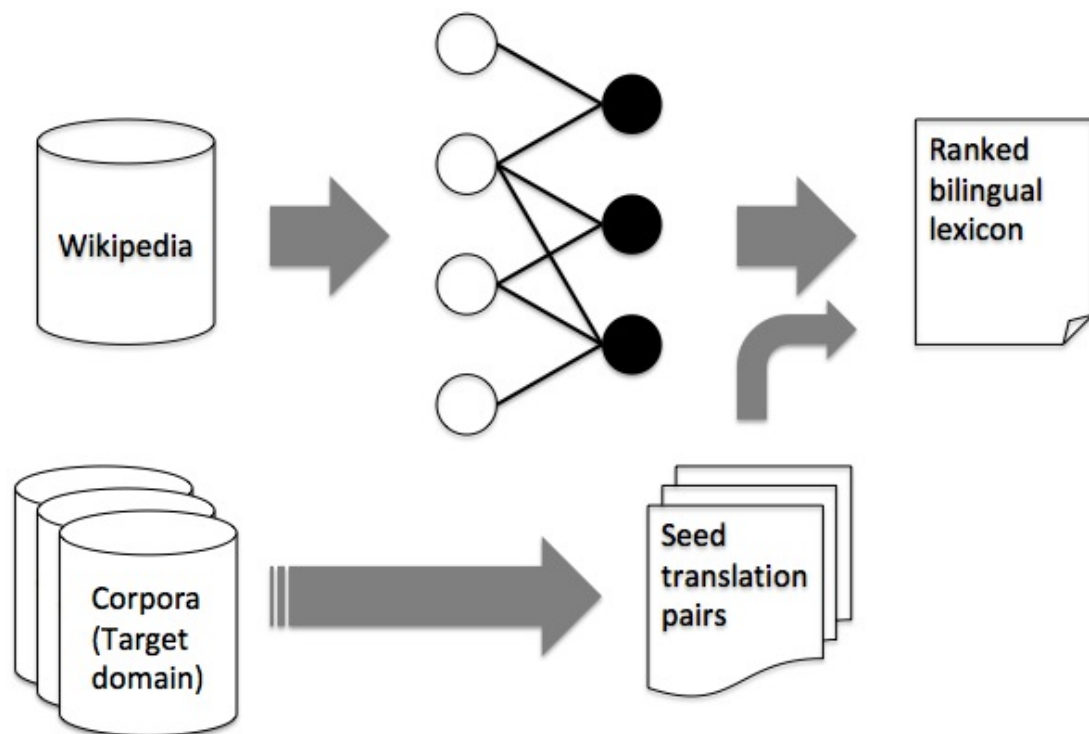 Wikipedia
Ranked
bilingual
lexicon
Corpora
(Target
domain)
Seed
translation
pairs